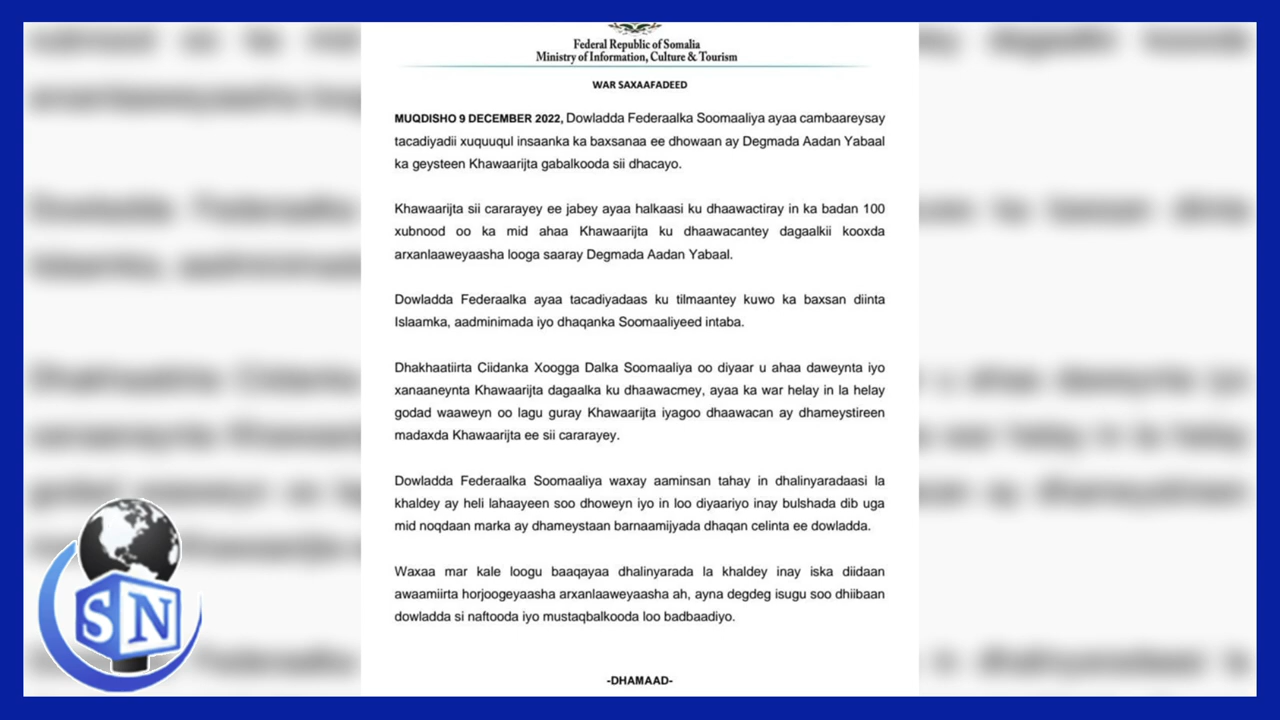 Federal Republic of Somalia
Ministry of Information, Culture & Tourism
WAR SAXAAFADEED
MUQDISHO 9 DECEMBER 2022, Dowladda Federaalka Soomaaliya ayaa cambaareysay
tacadiyadii xuquuqul insaanka ka baxsanaa ee dhowaan ay Degmada Aadan Yabaal
ka geysteen Khawaarijta gabalkooda sii dhacayo.
Khawaarijta sii cararayey ee jabey ayaa halkaasi ku dhaawactiray in ka badan 100
xubnood oo ka mid ahaa Khawaarijta ku dhaawacantey dagaalkii kooxda
arxanlaaweyaasha looga saaray Degmada Aadan Yabaal.
Dowladda Federaalka ayaa tacadiyadaas ku tilmaantey kuwo ka baxsan diinta
Islaamka, aadminimada iyo dhaqanka Soomaaliyeed intaba.
Dhakhaatiirta Ciidanka Xoogga Dalka Soomaaliya oo diyaar u ahaa daweynta iyo
xanaaneynta Khawaarijta dagaalka ku dhaawacmey, ayaa ka war helay in la helay
godad waaweyn oo lagu guray Khawaarijta iyagoo dhaawacan ay dhameystireen
madaxda Khawaarijta ee sii cararayey.
Dowladda Federaalka Soomaaliya waxay aaminsan tahay in dhalinyaradaasi la
khaldey ay heli lahaayeen soo dhoweyn iyo in loo diyaariyo inay bulshada dib uga
mid noqdaan marka ay dhameystaan barnaamijyada dhaqan celinta ee dowladda.
Waxaa mar kale loogu baaqayaa dhalinyarada la khaldey inay iska diidaan
awaamiirta horjoogeyaasha arxanlaaweyaasha ah, ayna degdeg isugu soo dhiibaan
dowladda si naftooda iyo mustaqbalkooda loo badbaadiyo.
-DHAMAAD-
SN